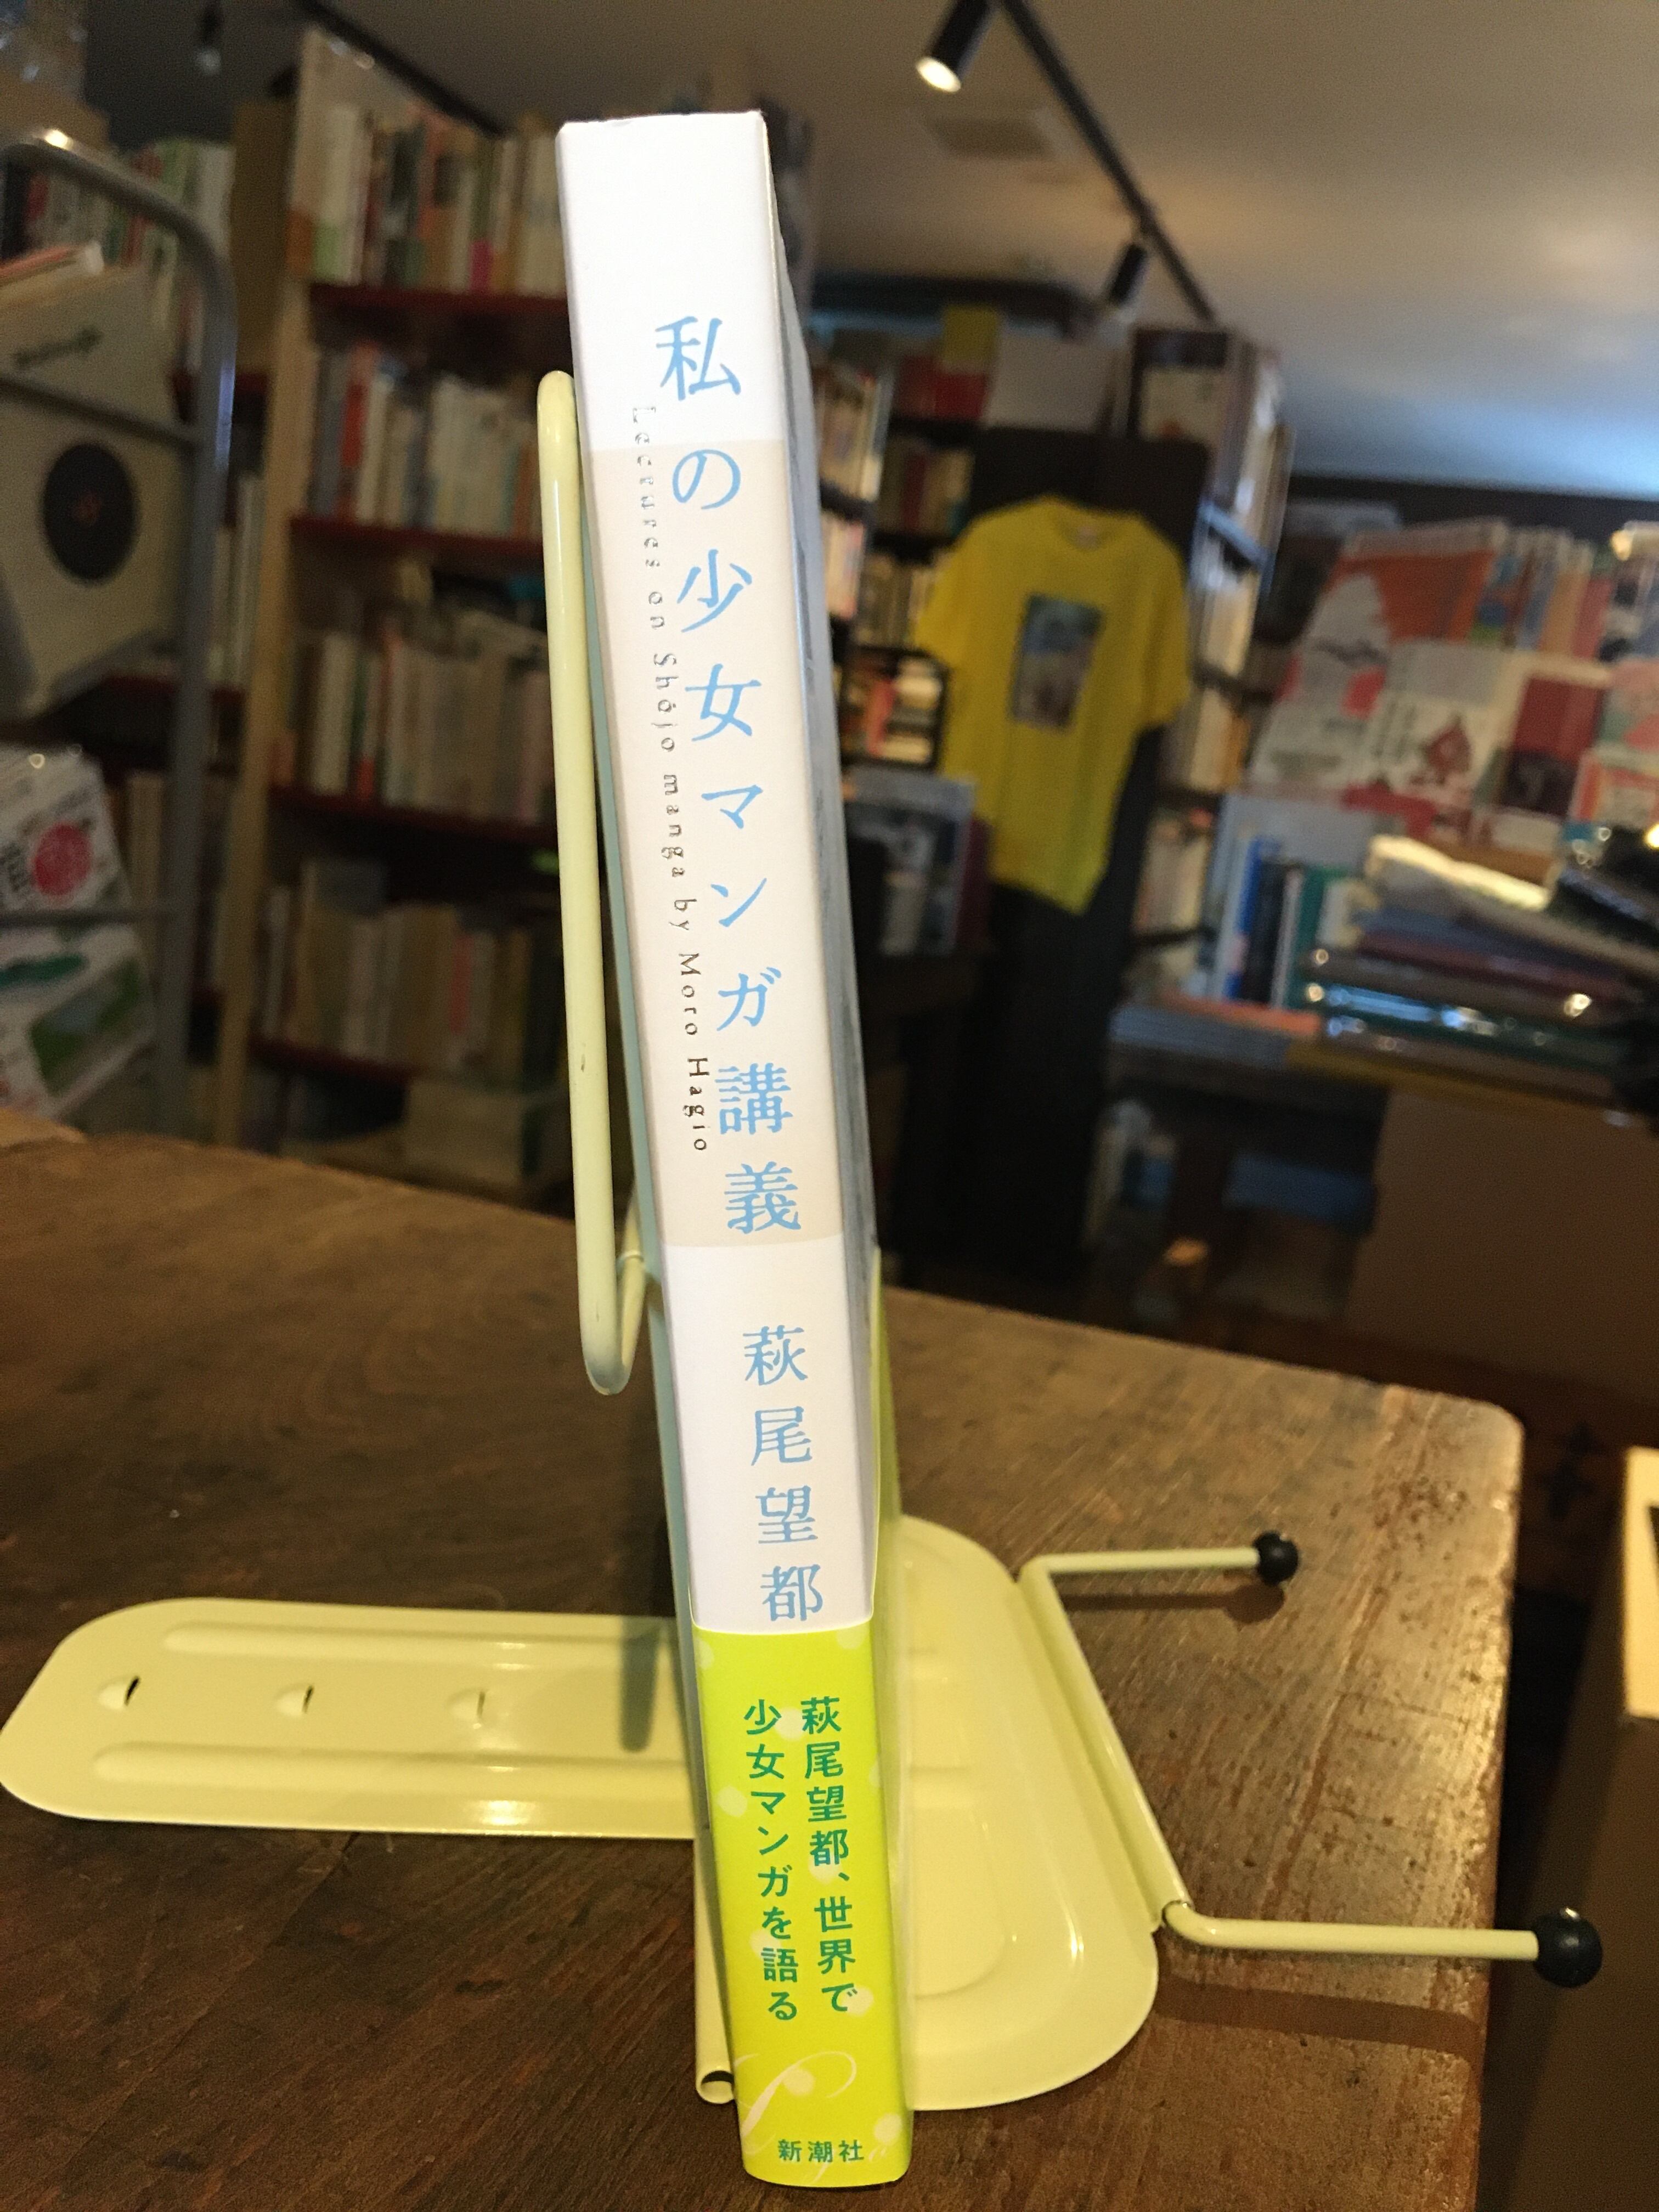 私の少女マンガ講義
Lectures on Shōjo manga by Moto Hagio
萩尾望都
萩尾望都、世界で
少女マンガを語る
新潮社